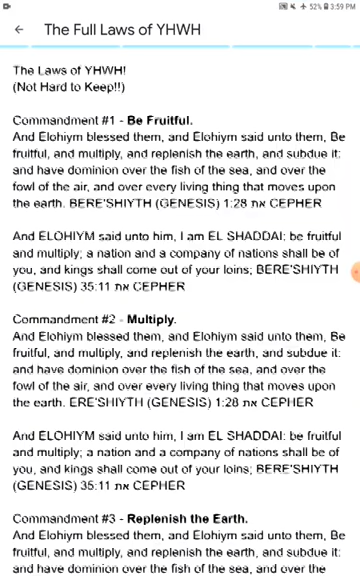 52% 3:59 PM
← The Full Laws of YHWH
The Laws of YHWH!
(Not Hard to Keep!!)
Commandment #1 - Be Fruitful.
And Elohiym blessed them, and Elohiym said unto them, Be
fruitful, and multiply, and replenish the earth, and subdue it:
and have dominion over the fish of the sea, and over the
fowl of the air, and over every living thing that moves upon
the earth. BERE'SHIYTH (GENESIS) 1:28 את CEPHER
And ELOHIYM said unto him, I am EL SHADDAI: be fruitful
and multiply; a nation and a company of nations shall be of
you, and kings shall come out of your loins; BERE'SHIYTH
(GENESIS) 35:11 את CEPHER
Commandment #2 - Multiply.
And Elohiym blessed them, and Elohiym said unto them, Be
fruitful, and multiply, and replenish the earth, and subdue it:
and have dominion over the fish of the sea, and over the
fowl of the air, and over every living thing that moves upon
the earth. ERE'SHIYTH (GENESIS) 1:28 את CEPHER
And ELOHIYM said unto him, I am EL SHADDAI: be fruitful
and multiply; a nation and a company of nations shall be of
you, and kings shall come out of your loins; BERE'SHIYTH
(GENESIS) 35:11 את CEPHER
Commandment #3 - Replenish the Earth.
And Elohiym blessed them, and Elohiym said unto them, Be
fruitful, and multiply, and replenish the earth, and subdue it:
and have dominion over the fish of the sea, and over the